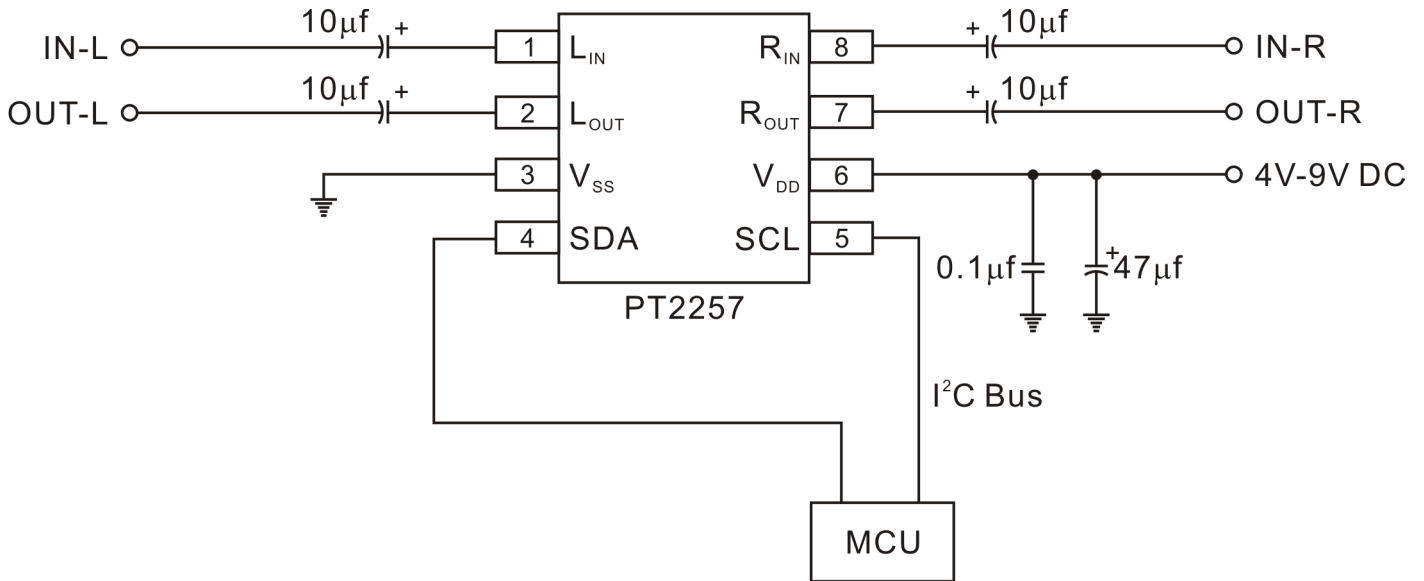 10μf + + 10μf
IN-L 1 L_IN R_IN 8 IN-R
10μf + + 10μf
OUT-L 2 L_OUT R_OUT 7 OUT-R
3 V_SS V_DD 6 4V-9V DC
4 SDA SCL 5
0.1μf + 47μf
PT2257
I²C Bus
MCU